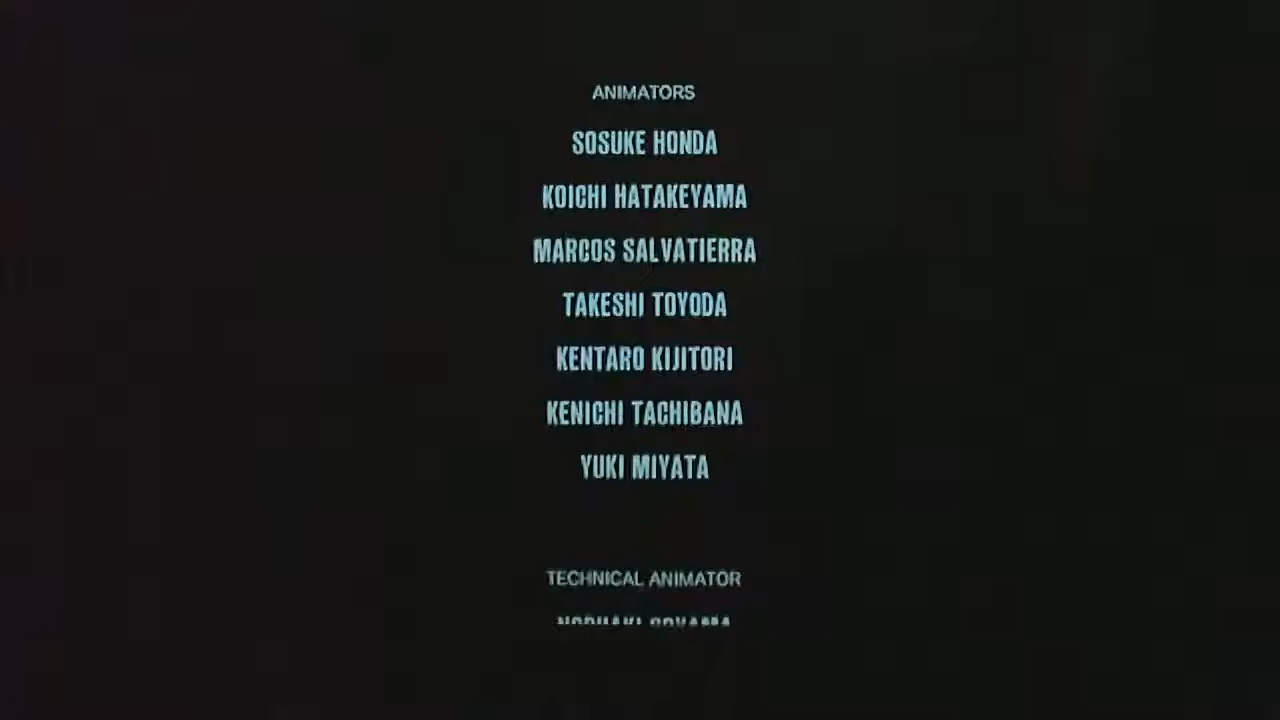 ANIMATORS
SOSUKE HONDA
KOICHI HATAKEYAMA
MARCOS SALVATIERRA
TAKESHI TOYODA
KENTARO KIJITORI
KENICHI TACHIBANA
YUKI MIYATA
TECHNICAL ANIMATOR